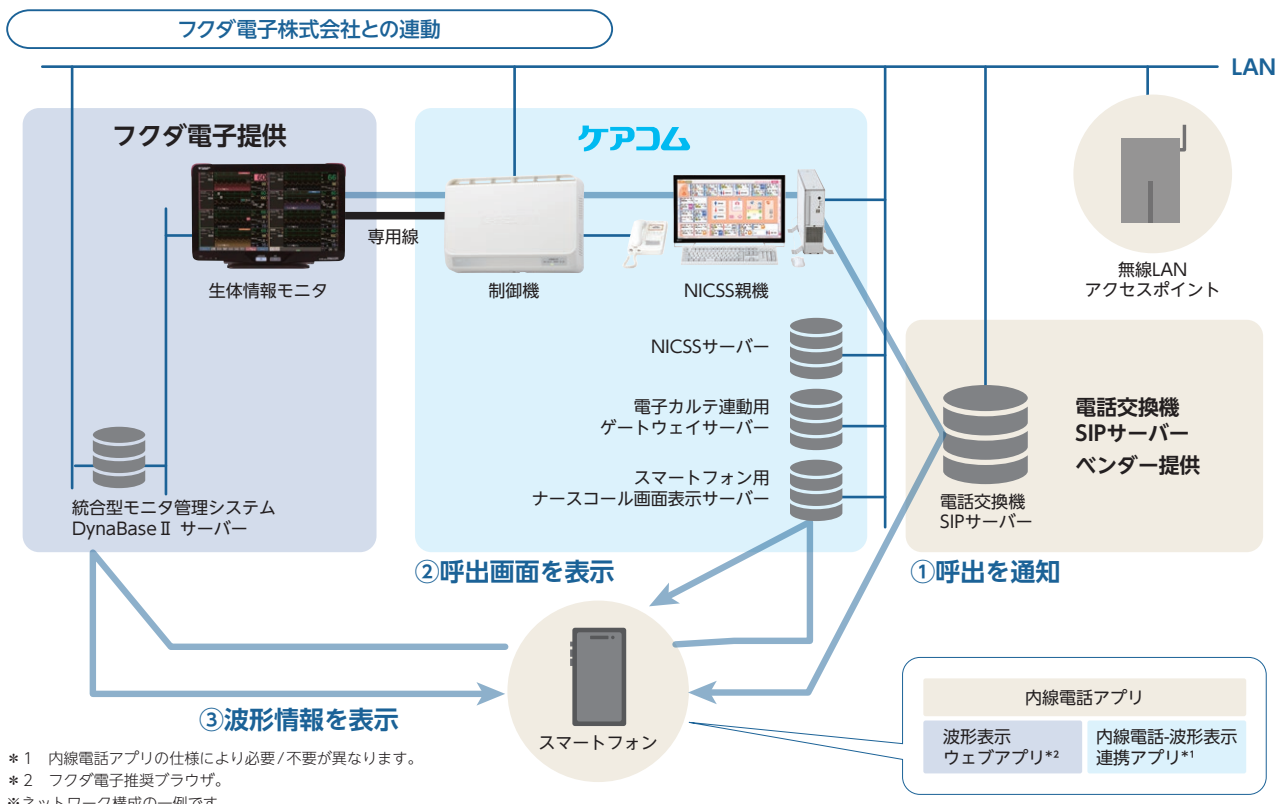 フクダ電子株式会社との連動
LAN
フクダ電子提供
ケアコム
専用線
生体情報モニタ
制御機
NICSS親機
無線LAN
アクセスポイント
NICSSサーバー
電子カルテ連動用
ゲートウェイサーバー
スマートフォン用
ナースコール画面表示サーバー
電話交換機
SIPサーバー
ベンダー提供
電話交換機
SIPサーバー
統合型モニタ管理システム
DynaBaseⅡ サーバー
②呼出画面を表示
①呼出を通知
③波形情報を表示
スマートフォン
内線電話アプリ
波形表示
ウェブアプリ*2
内線電話-波形表示
連携アプリ*1
＊1　内線電話アプリの仕様により必要/不要が異なります。
＊2　フクダ電子推奨ブラウザ。
※ネットワーク構成の一例です